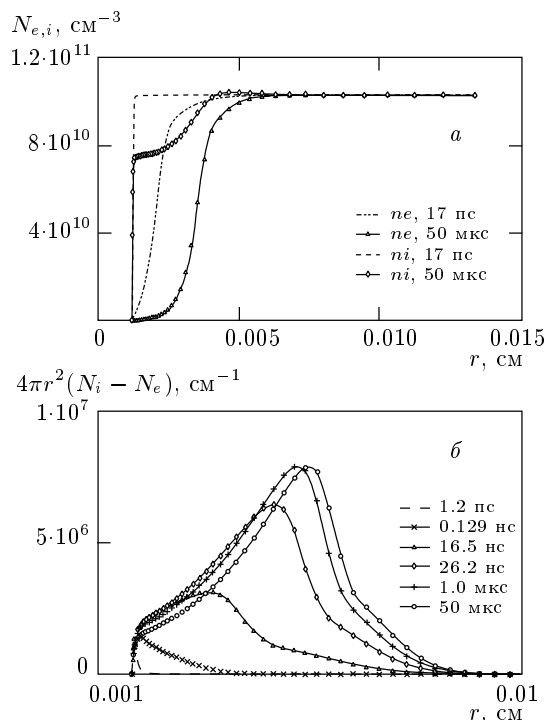 N_{e,i}, см^{−3}
1.2·10^{11}
8·10^{10}
4·10^{10}
а
ne, 17 пс
ne, 50 мкс
ni, 17 пс
ni, 50 мкс
0 0.005 0.010 0.015
r, см
4πr^2(N_i − N_e), см^{−1}
1·10^7
5·10^6
0
б
1.2 пс
0.129 нс
16.5 нс
26.2 нс
1.0 мкс
50 мкс
0.001 0.01
r, см